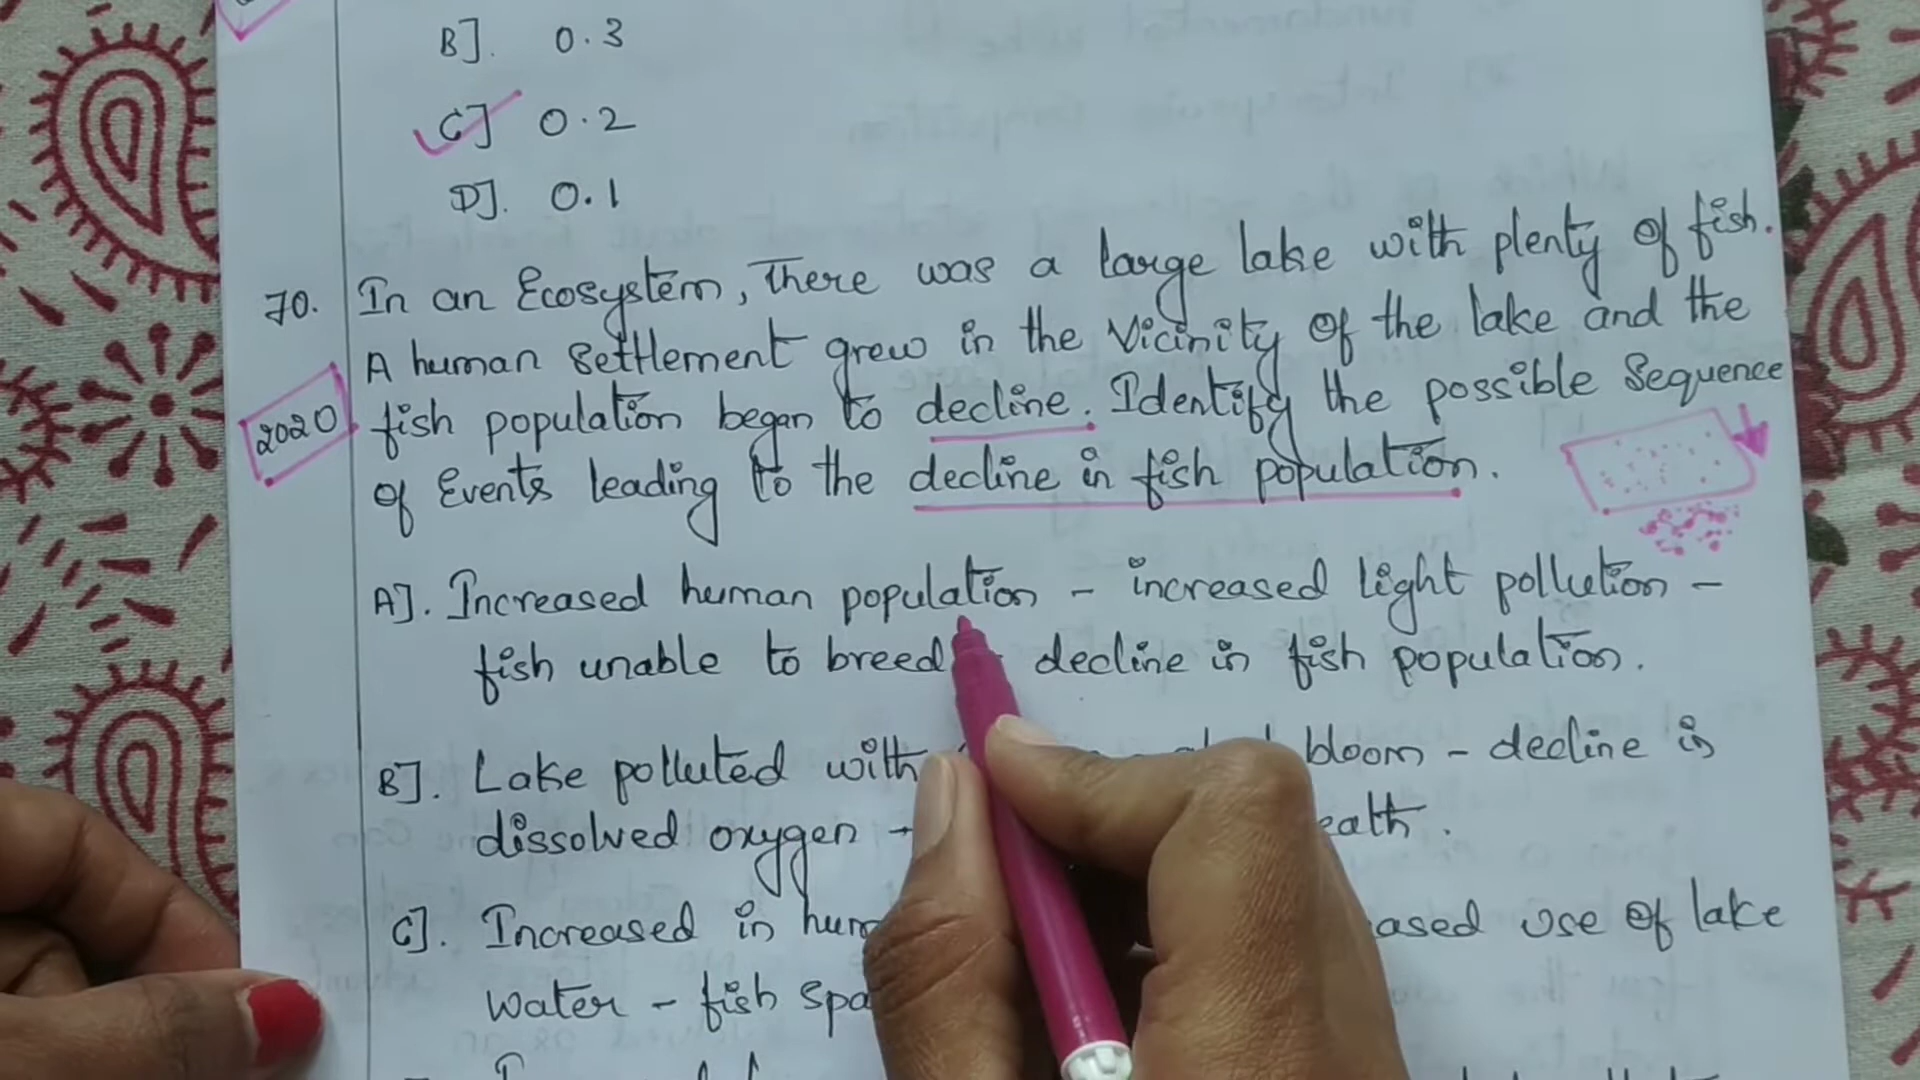 B]. 0.3
C] 0.2
D]. 0.1
70. In an Ecosystem, There was a large lake with plenty of fish.
A human settlement grew in the vicinity of the lake and the
2020 fish population began to decline. Identify the possible Sequence
of Events leading to the decline in fish population.
A]. Increased human population - increased light pollution -
fish unable to breed decline in fish population.
B]. Lake polluted with bloom - decline in
dissolved oxygen -
C]. Increased in use of lake
water - fish